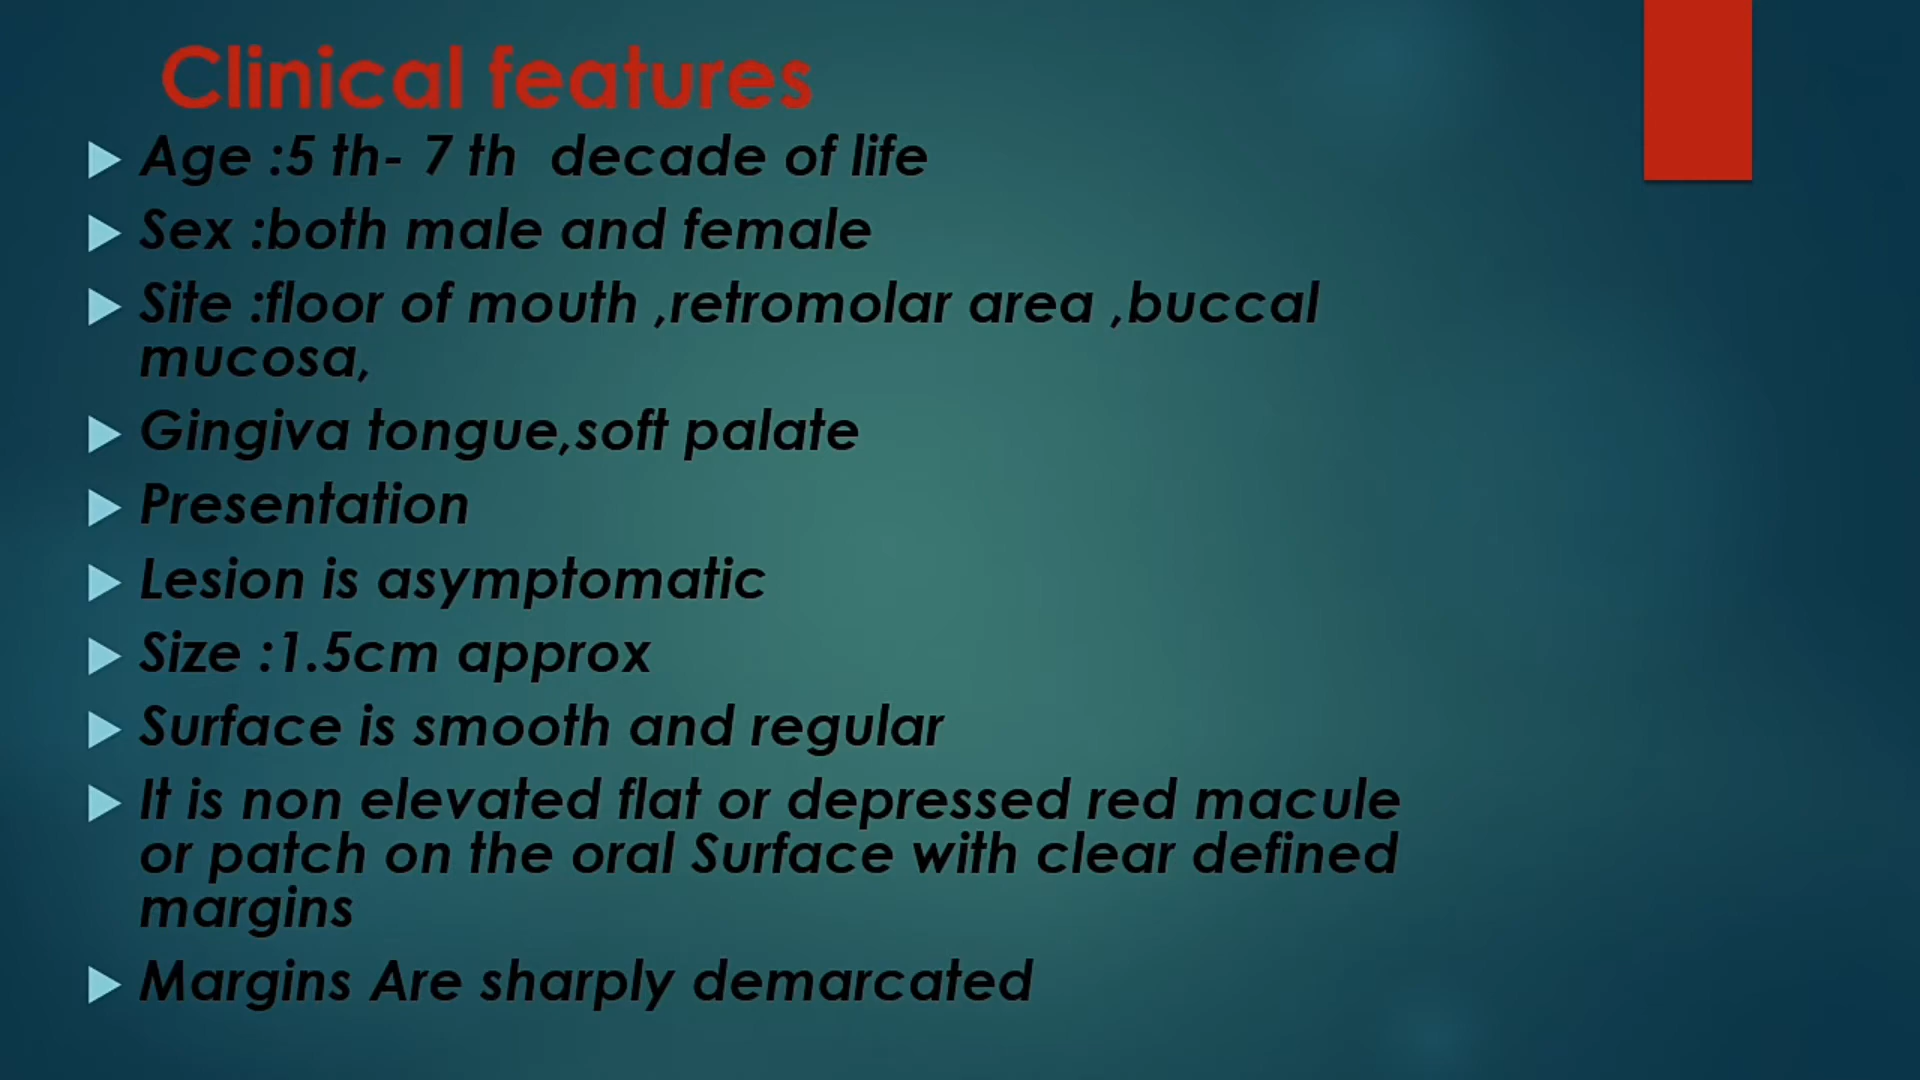 Clinical features
Age :5 th- 7 th decade of life
Sex :both male and female
Site :floor of mouth ,retromolar area ,buccal
mucosa,
Gingiva tongue,soft palate
Presentation
Lesion is asymptomatic
Size :1.5cm approx
Surface is smooth and regular
It is non elevated flat or depressed red macule
or patch on the oral Surface with clear defined
margins
Margins Are sharply demarcated